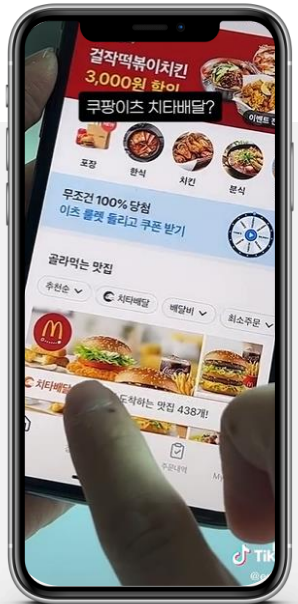 걸작떡볶이치킨
3,000원 할인
쿠팡이츠 치타배달?
이벤트
포장
한식
치킨
분식
무조건 100% 당첨
이츠 룰렛 돌리고 쿠폰 받기
골라먹는 맛집
추천순
치타배달
배달비
최소주문
치타배달
도착하는 맛집 438개!
주문내역
My
Tik